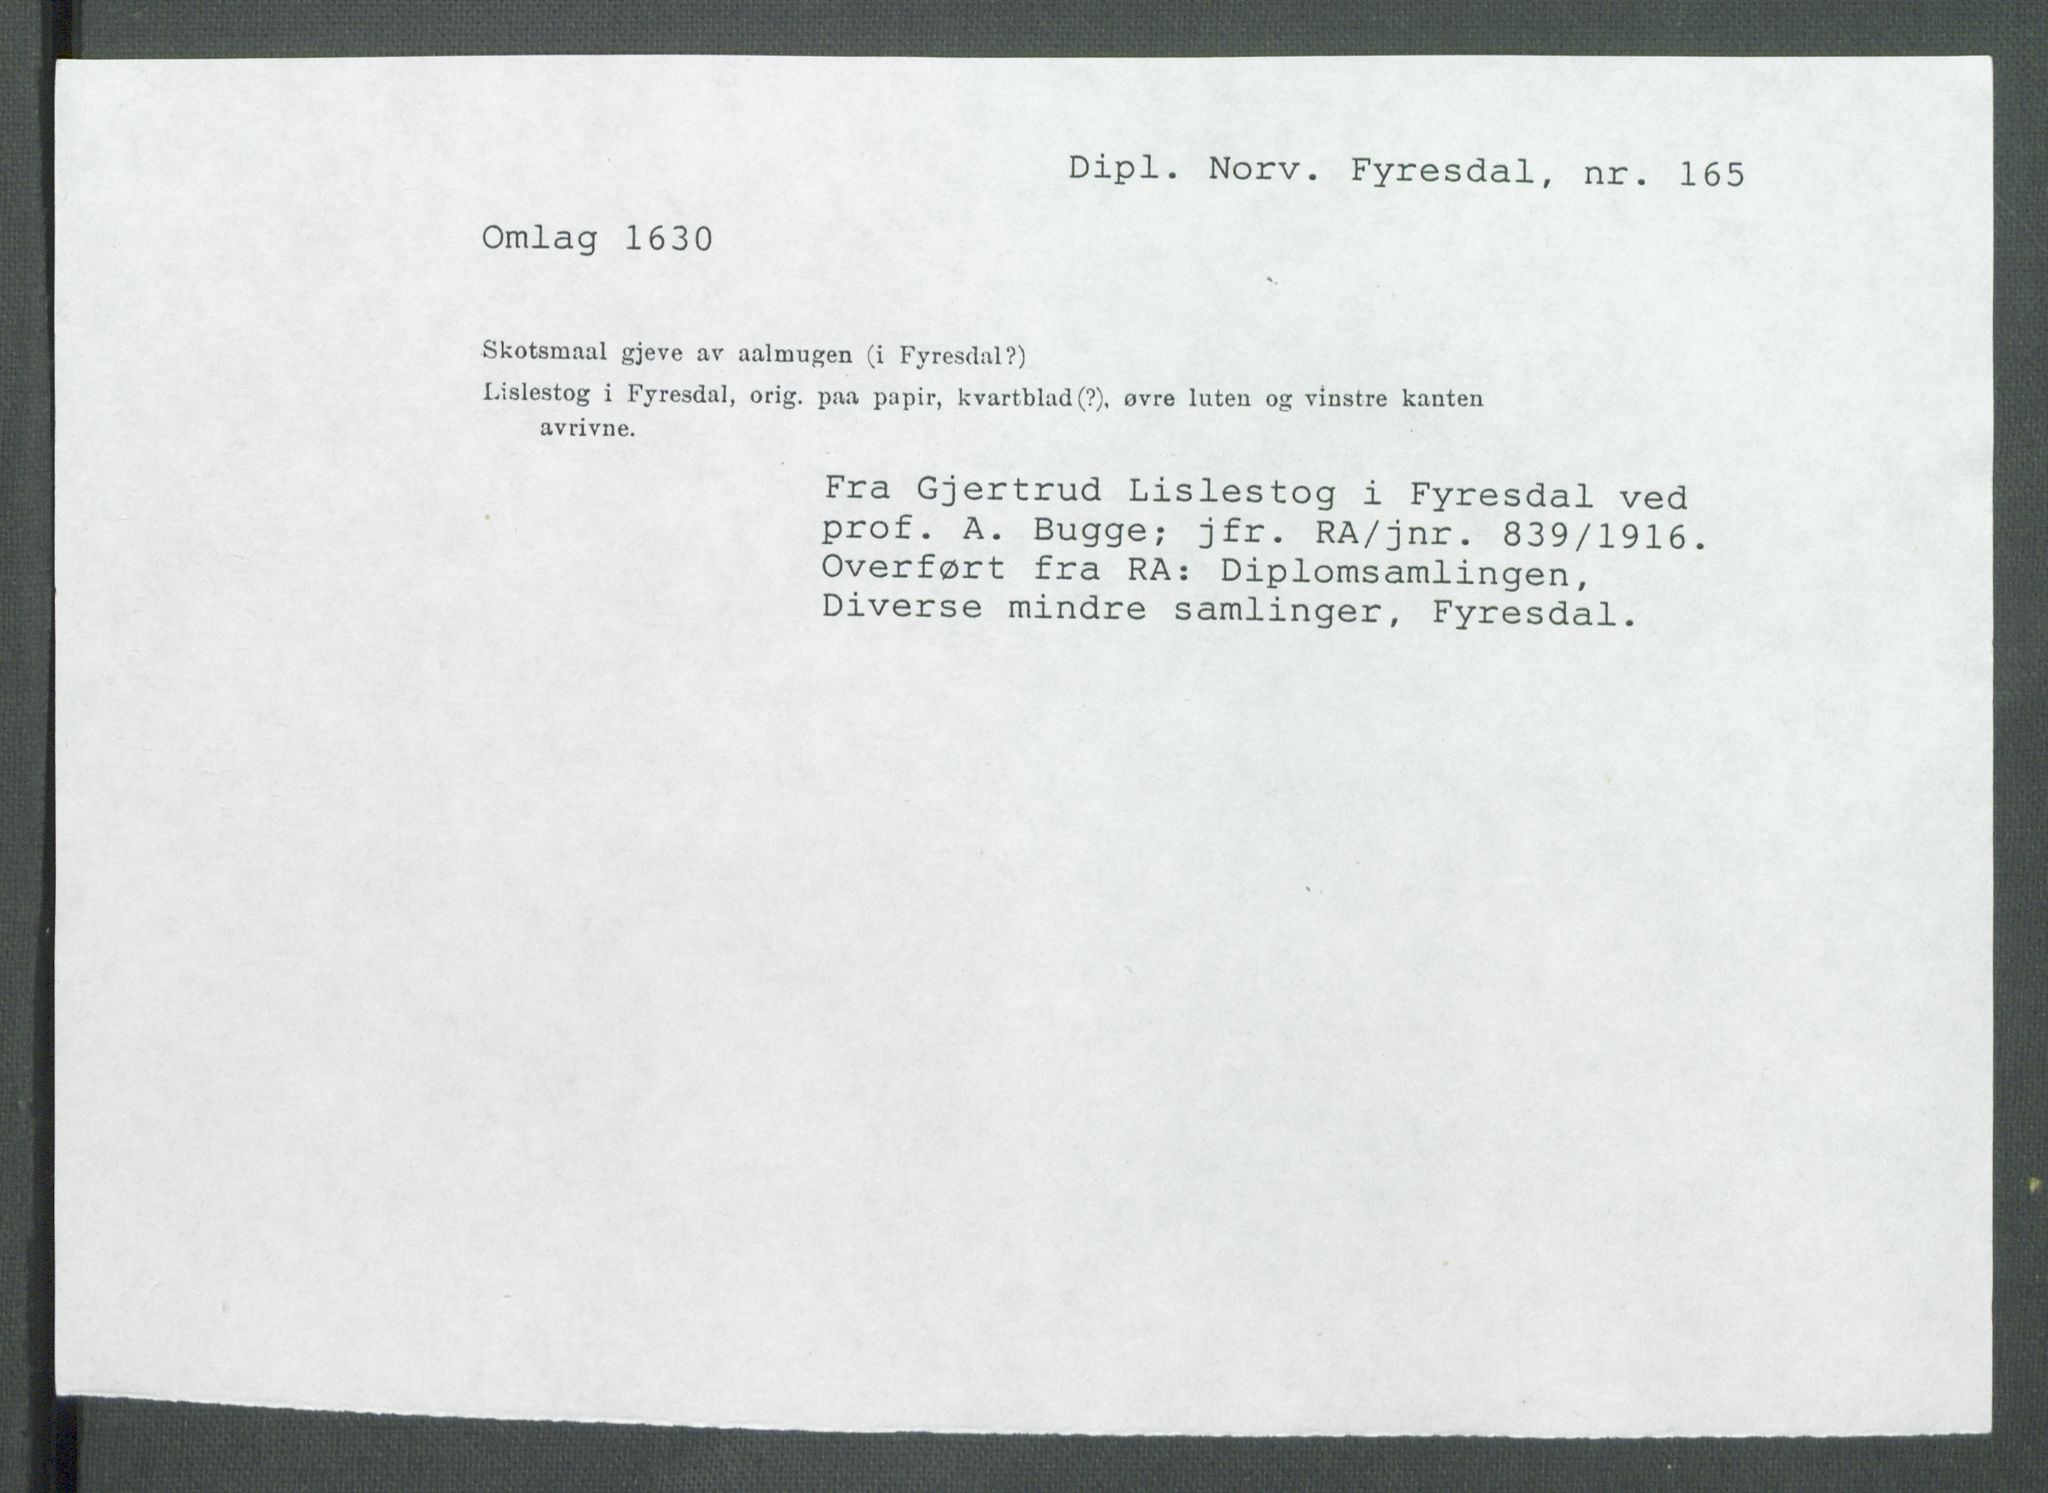 Dipl. Norv. Fyresdal, nr. 165
Omlag 1630
Skotsmaal gjeve av aalmugen (i Fyresdal?)
Lislestog i Fyresdal, orig. paa papir, kvartblad(?), øvre luten og vinstre kanten
avrivne.
Fra Gjertrud Lislestog i Fyresdal ved
prof. A. Bugge; jfr. RA/jnr. 839/1916.
Overført fra RA: Diplomsamlingen,
Diverse mindre samlinger, Fyresdal.